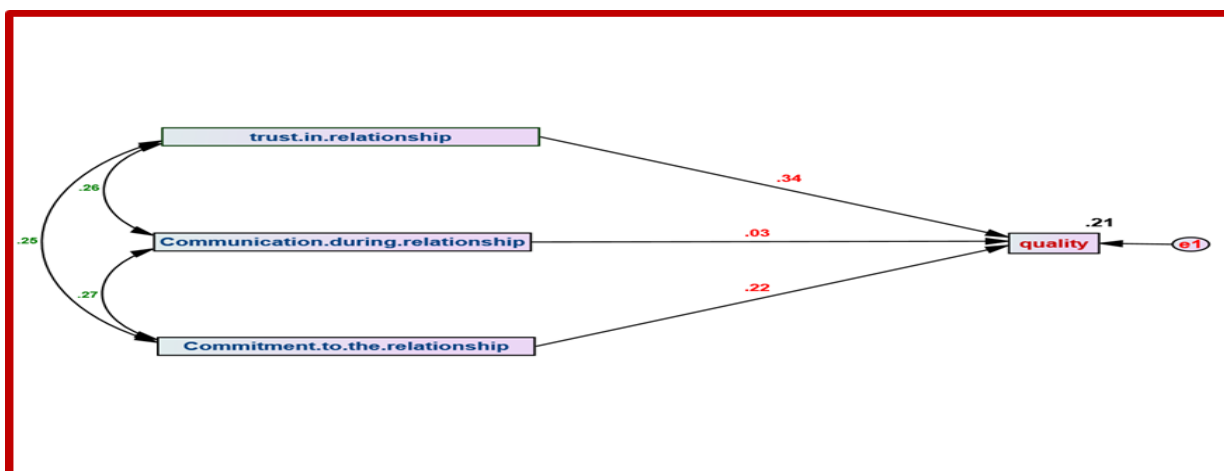 trust.in.relationship
.26
.34
.25
Communication.during.relationship
.03
.21
quality
e1
.27
.22
Commitment.to.the.relationship